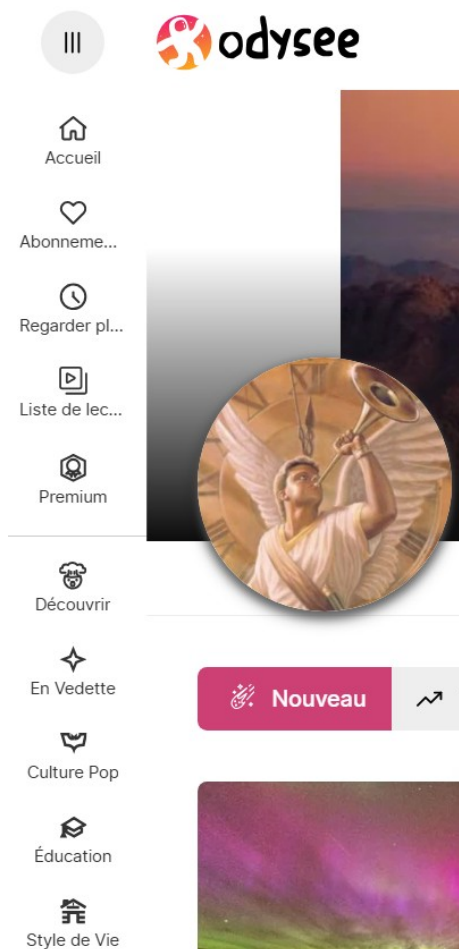 odysee
Accueil
Abonneme...
Regarder pl...
Liste de lec...
Premium
Découvrir
En Vedette
Culture Pop
Éducation
Style de Vie
XII
Nouveau